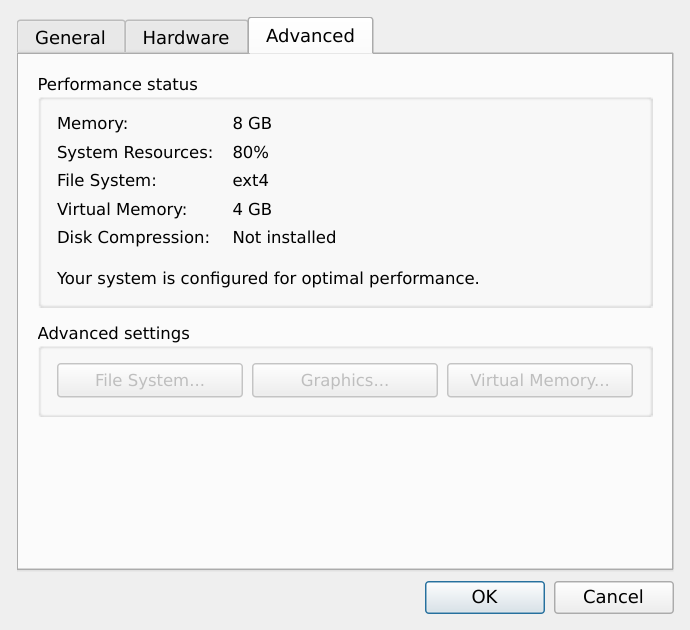 General Hardware Advanced
Performance status
Memory: 8 GB
System Resources: 80%
File System: ext4
Virtual Memory: 4 GB
Disk Compression: Not installed
Your system is configured for optimal performance.
Advanced settings
File System... Graphics... Virtual Memory...
OK Cancel